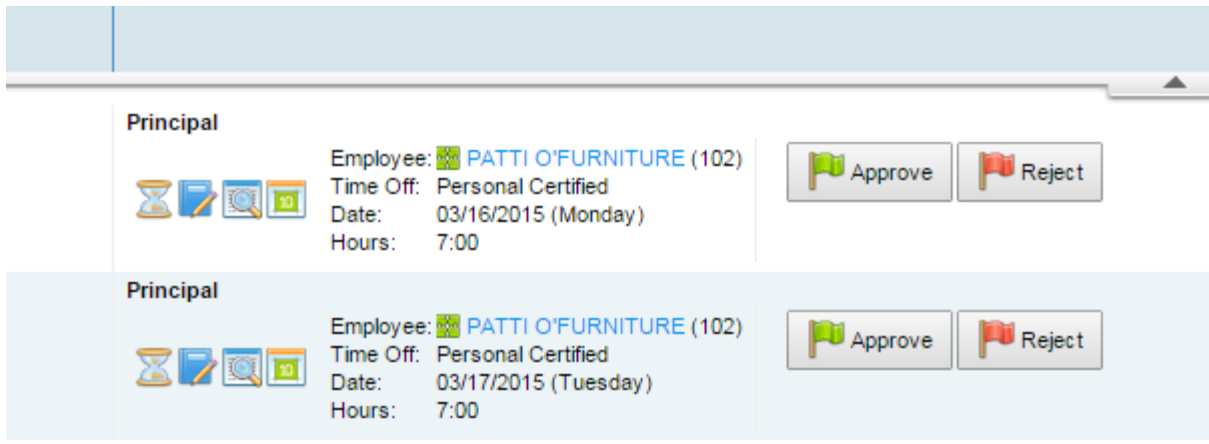 Principal
Employee: PATTI O'FURNITURE (102)
Time Off: Personal Certified
Date: 03/16/2015 (Monday)
Hours: 7:00
10
Approve
Reject
Principal
Employee: PATTI O'FURNITURE (102)
Time Off: Personal Certified
Date: 03/17/2015 (Tuesday)
Hours: 7:00
10
Approve
Reject